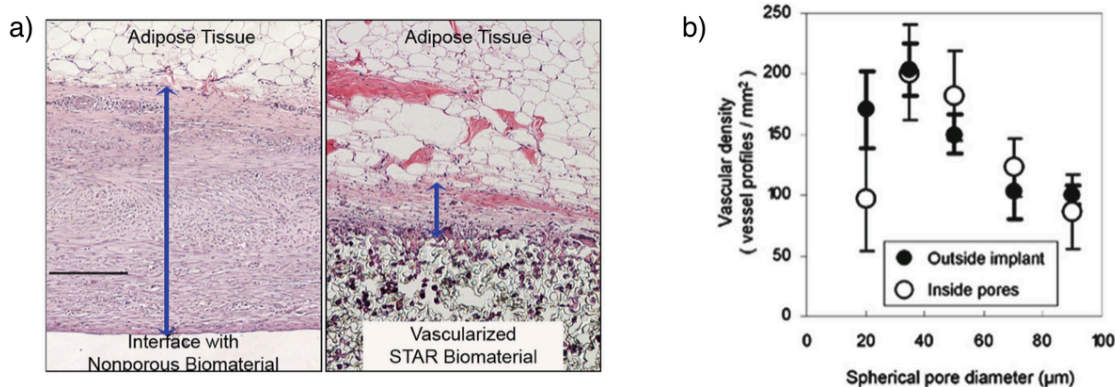 a)
Adipose Tissue
Interface with
Nonporous Biomaterial
Adipose Tissue
Vascularized
STAR Biomaterial
b)
Vascular density
( vessel profiles / mm²)
250
200
150
100
50
0
Outside implant
Inside pores
0 20 40 60 80 100
Spherical pore diameter (µm)